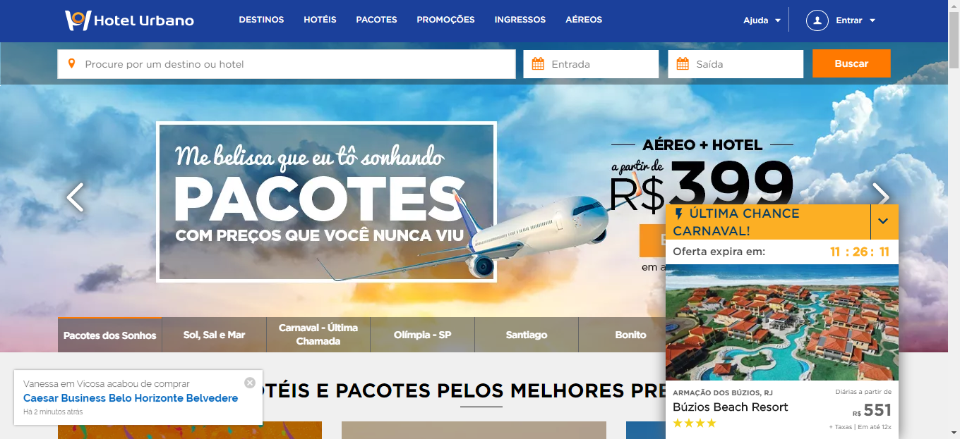 Hotel Urbano
DESTINOS HOTÉIS PACOTES PROMOÇÕES INGRESSOS AÉREOS
Ajuda Entrar
Procure por um destino ou hotel
Entrada
Saída
Buscar
Me belisca que eu tô sonhando
PACOTES
COM PREÇOS QUE VOCÊ NUNCA VIU
AÉREO + HOTEL
a partir de
R$399
em a
ÚLTIMA CHANCE
CARNAVAL!
Oferta expira em: 11 : 26 : 11
Pacotes dos Sonhos
Sol, Sal e Mar
Carnaval - Última
Chamada
Olímpia - SP
Santiago
Bonito
Vanessa em Vicosa acabou de comprar
Caesar Business Belo Horizonte Belvedere
Há 2 minutos atrás
OTÉIS E PACOTES PELOS MELHORES PRE
ARMAÇÃO DOS BÚZIOS, RJ
Búzios Beach Resort
Diárias a partir de
R$ 551
+ Taxas | Em até 12x